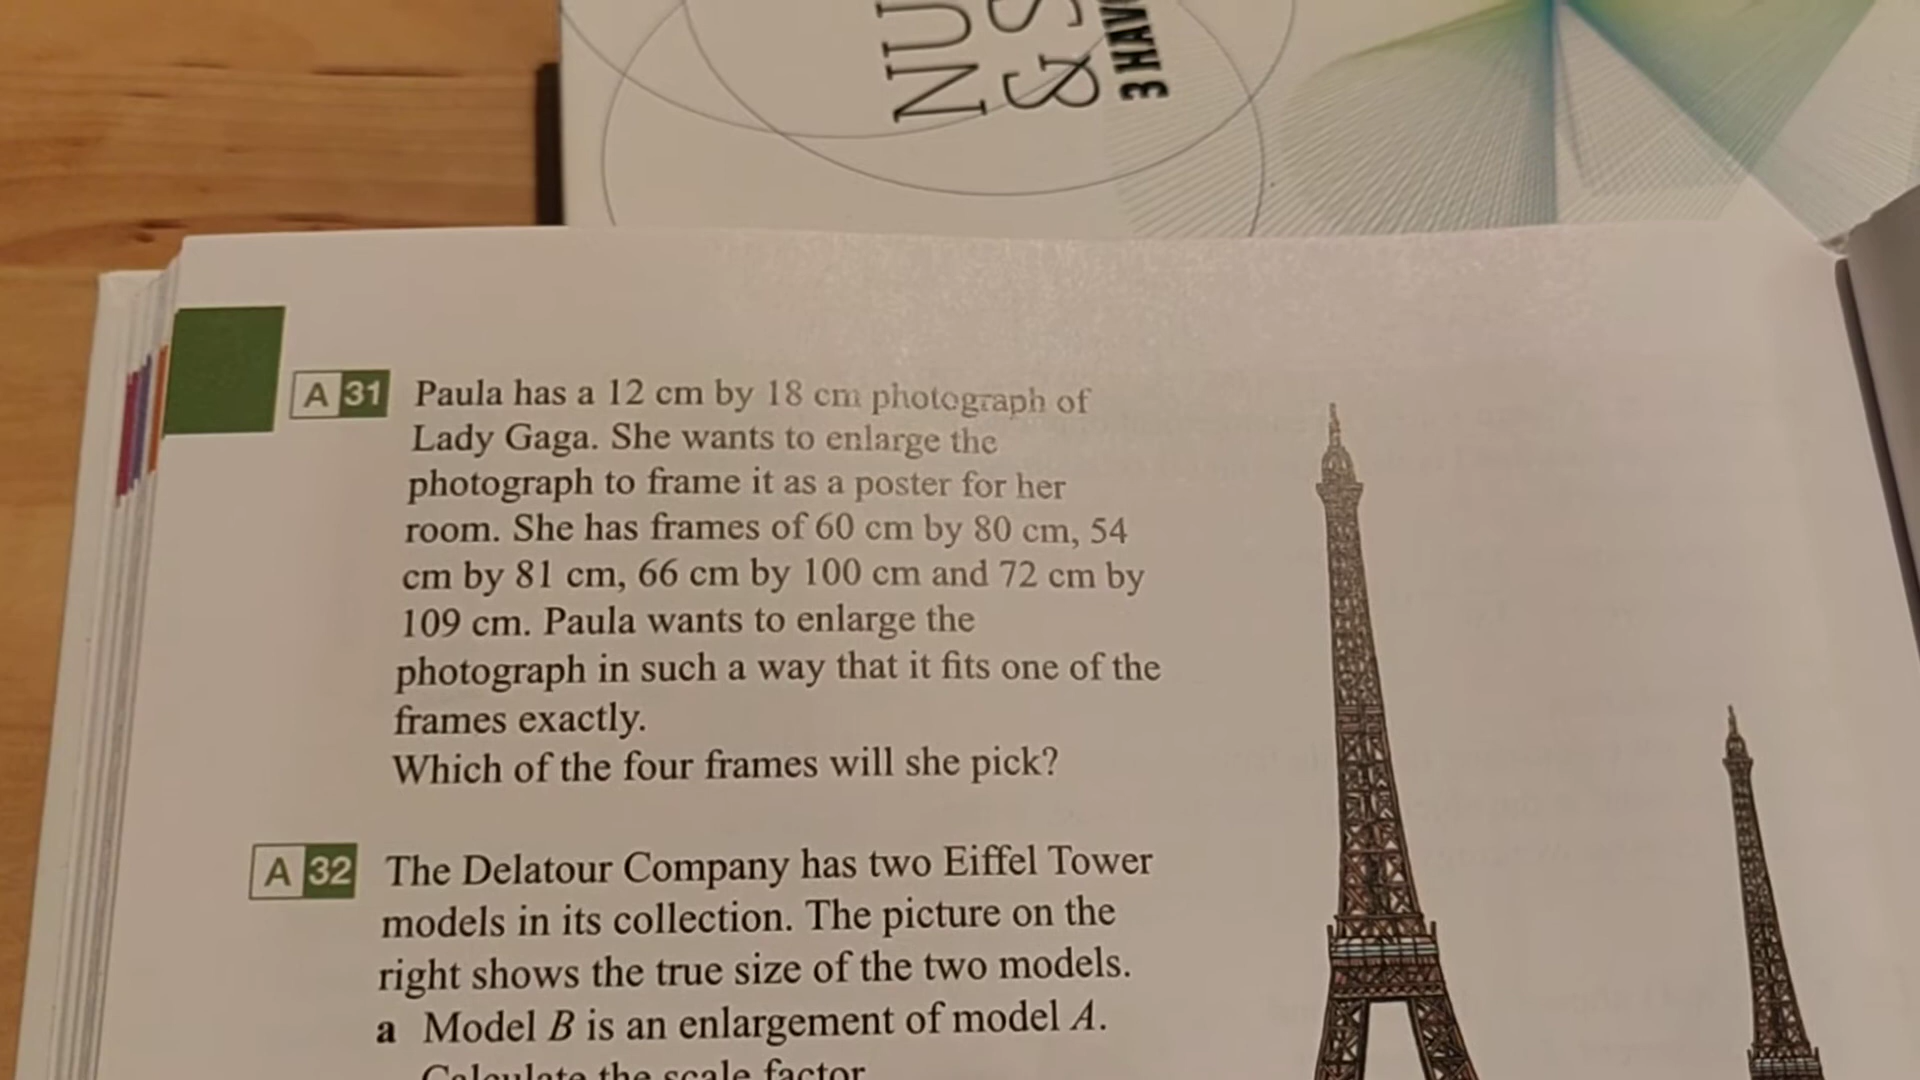 NU
& S
3 HAV
A 31 Paula has a 12 cm by 18 cm photograph of
Lady Gaga. She wants to enlarge the
photograph to frame it as a poster for her
room. She has frames of 60 cm by 80 cm, 54
cm by 81 cm, 66 cm by 100 cm and 72 cm by
109 cm. Paula wants to enlarge the
photograph in such a way that it fits one of the
frames exactly.
Which of the four frames will she pick?
A 32 The Delatour Company has two Eiffel Tower
models in its collection. The picture on the
right shows the true size of the two models.
a Model B is an enlargement of model A.
Calculate the scale factor